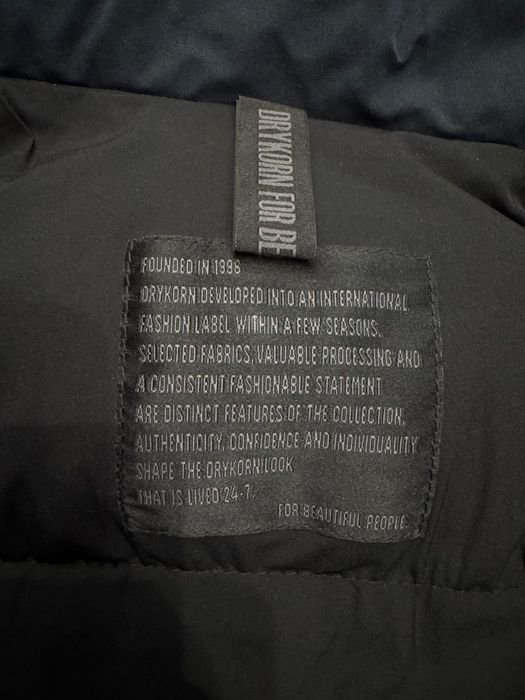 DRYKORN FOR BE
FOUNDED IN 1996
DRYKORN DEVELOPED INTO AN INTERNATIONAL
FASHION LABEL WITHIN A FEW SEASONS.
SELECTED FABRICS, VALUABLE PROCESSING AND
A CONSISTENT FASHIONABLE STATEMENT
ARE DISTINCT FEATURES OF THE COLLECTION.
AUTHENTICITY, CONFIDENCE AND INDIVIDUALITY
SHAPE THE DRYKORN LOOK
THAT IS LIVED 24-7.
FOR BEAUTIFUL PEOPLE.